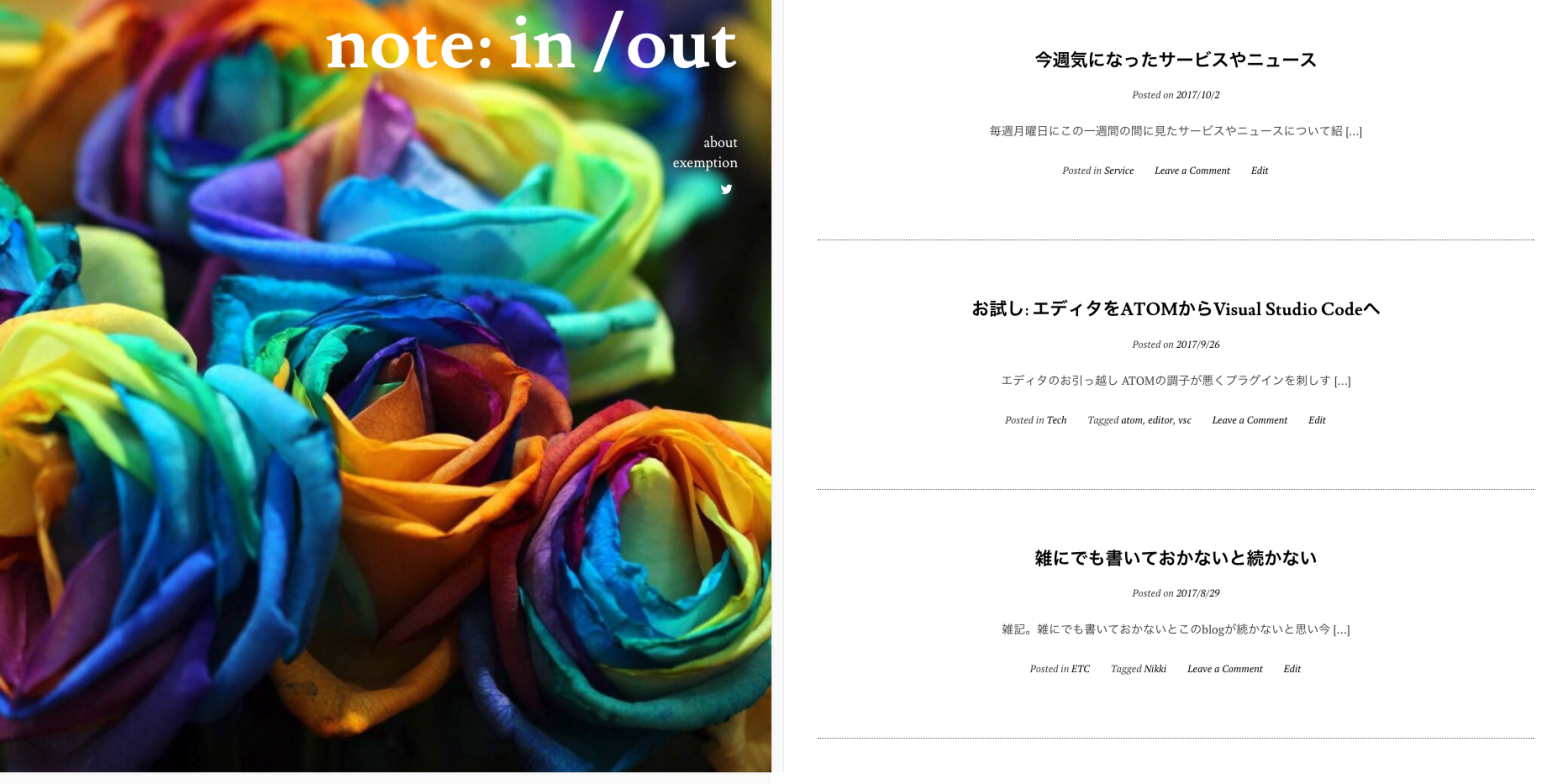 note: in /out
about
exemption
今週気になったサービスやニュース
Posted on 2017/10/2
毎週月曜日にこの一週間の間に見たサービスやニュースについて紹 [...]
Posted in Service Leave a Comment Edit
お試し: エディタをATOMからVisual Studio Codeへ
Posted on 2017/9/26
エディタのお引っ越し ATOMの調子が悪くプラグインを刺しす [...]
Posted in Tech Tagged atom, editor, vsc Leave a Comment Edit
雑にでも書いておかないと続かない
Posted on 2017/8/29
雑記。雑にでも書いておかないとこのblogが続かないと思い今 [...]
Posted in ETC Tagged Nikki Leave a Comment Edit